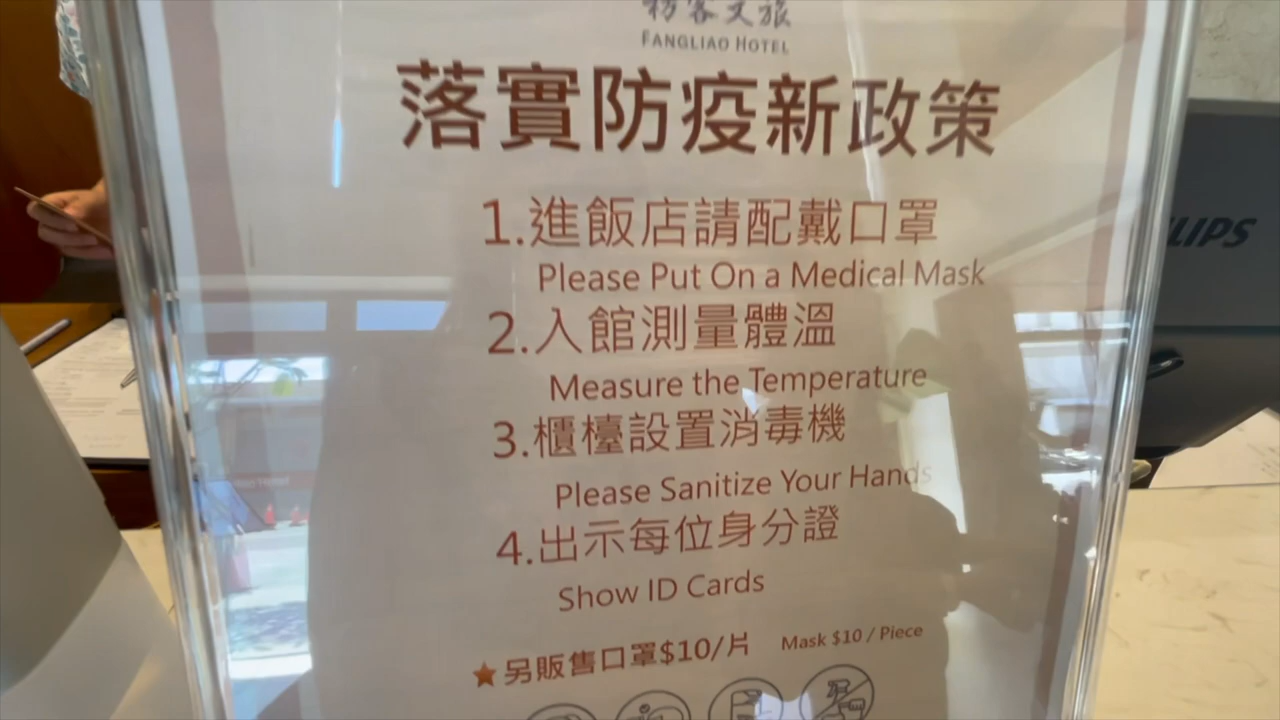 枋寮文旅
FANGLIAO HOTEL
落實防疫新政策
1.進飯店請配戴口罩
Please Put On a Medical Mask
2.入館測量體溫
Measure the Temperature
3.櫃檯設置消毒機
Please Sanitize Your Hands
4.出示每位身分證
Show ID Cards
★另販售口罩$10/片 Mask $10 / Piece
LIPS